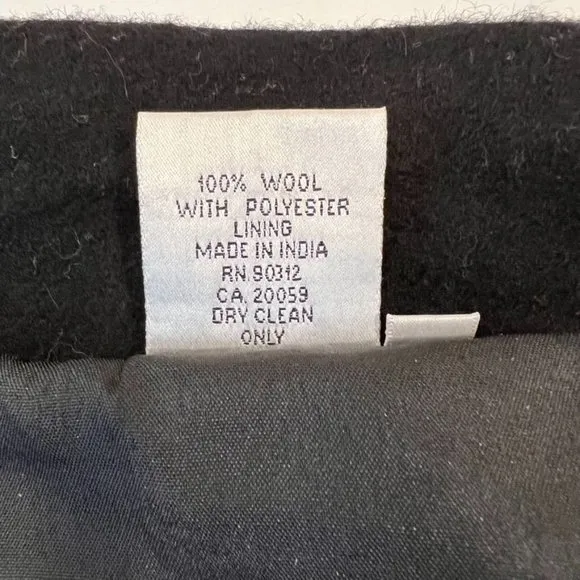 100% WOOL
WITH POLYESTER
LINING
MADE IN INDIA
RN. 90312
CA. 20059
DRY CLEAN
ONLY